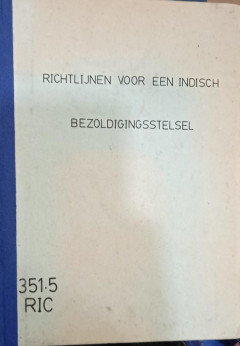 RICHTLIJNEN VOOR EEN INDISCH
BEZOLDIGINGSSTELSEL
351.5
RIC